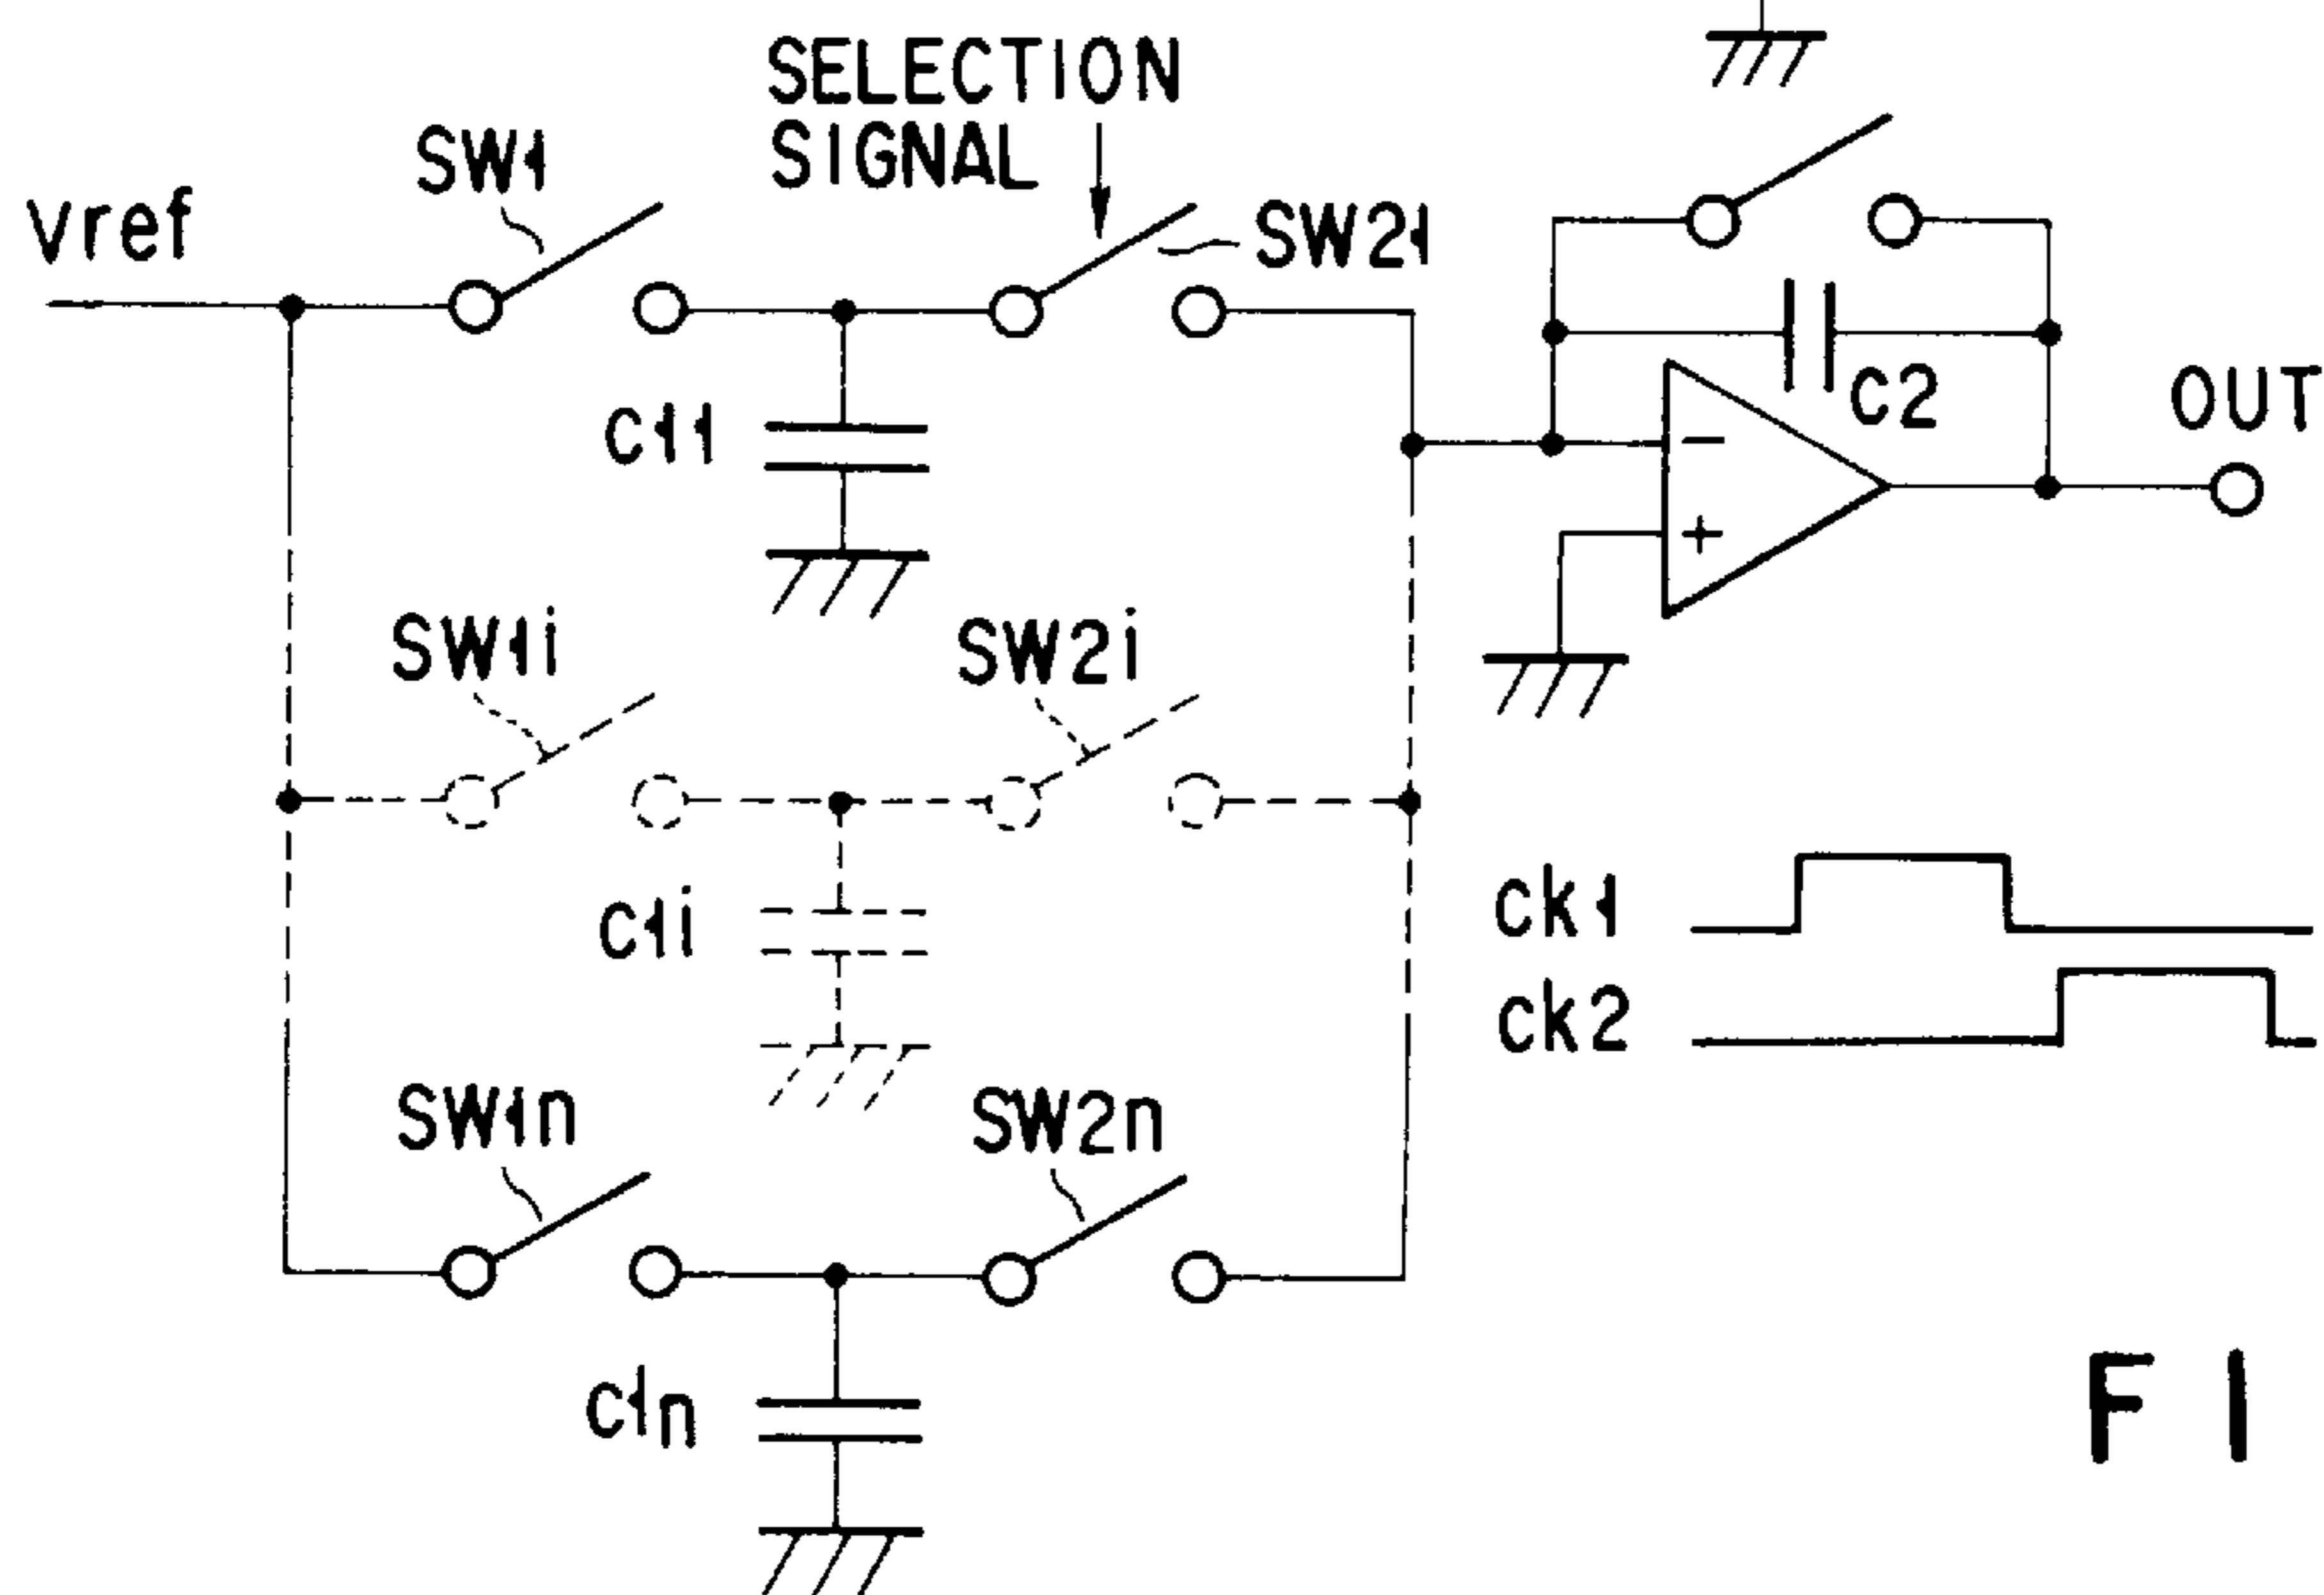 SELECTION
SIGNAL
SW1
vref
SW21
c11
c2
OUT
−
+
SW1i
SW2i
c1i
ck1
ck2
SW1n
SW2n
c1n
F I